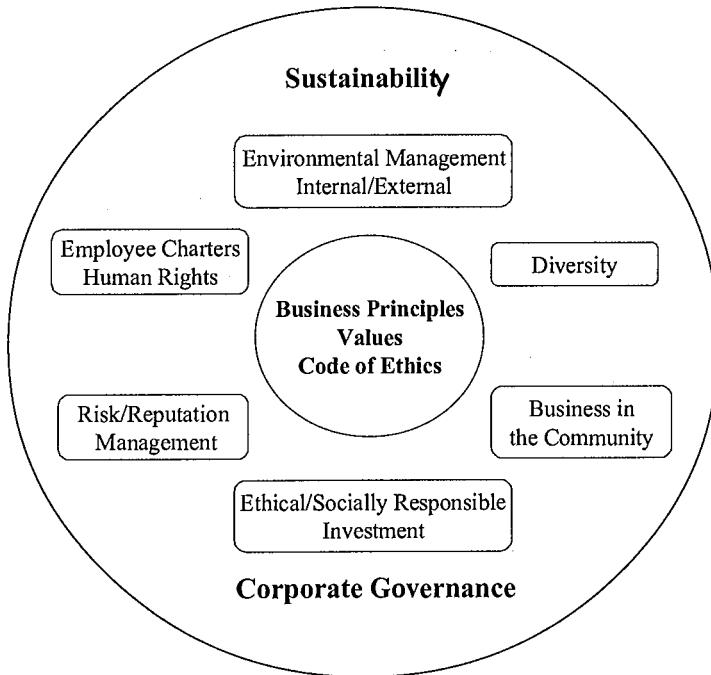 Sustainability
Environmental Management
Internal/External
Employee Charters
Human Rights
Diversity
Business Principles
Values
Code of Ethics
Risk/Reputation
Management
Business in
the Community
Ethical/Socially Responsible
Investment
Corporate Governance